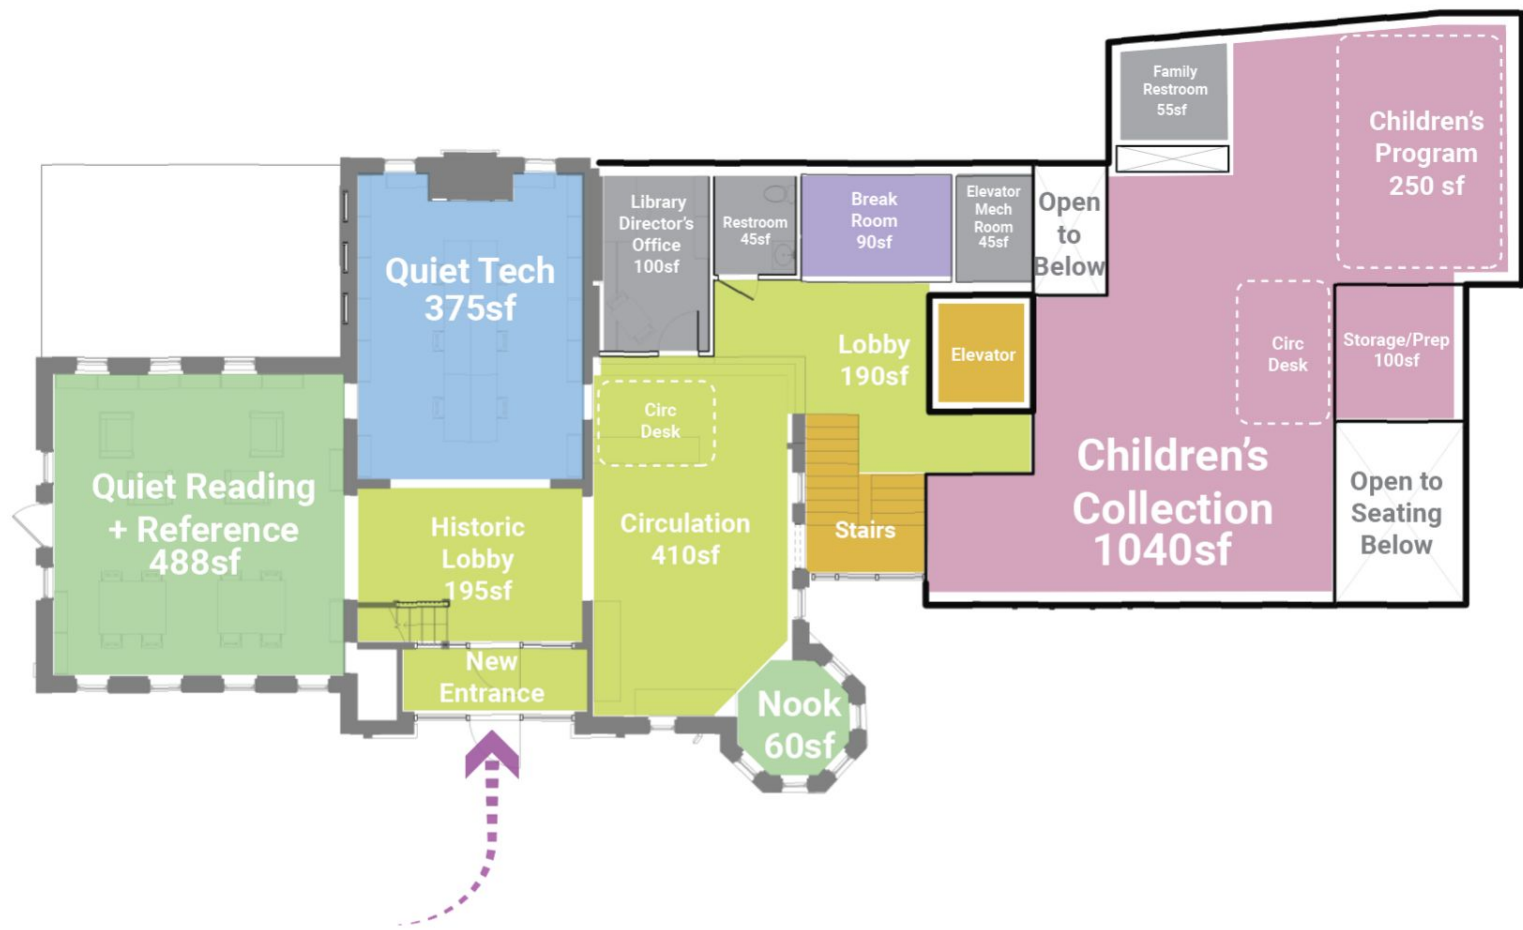 Family
Restroom
55sf
Children's
Program
250 sf
Library
Director's
Office
100sf
Restroom
45sf
Break
Room
90sf
Elevator
Mech
Room
45sf
Open
to
Below
Quiet Tech
375sf
Lobby
190sf
Elevator
Circ
Desk
Storage/Prep
100sf
Circ
Desk
Quiet Reading
+ Reference
488sf
Historic
Lobby
195sf
Circulation
410sf
Stairs
Children's
Collection
1040sf
Open to
Seating
Below
New
Entrance
Nook
60sf